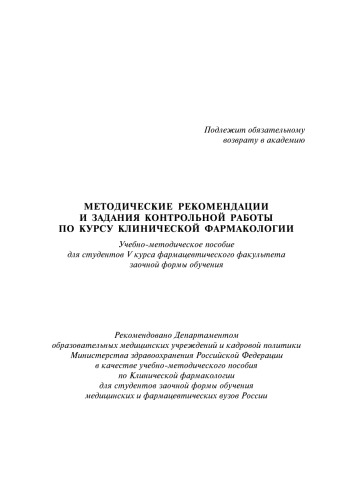 Подлежит обязательному
возврату в академию
МЕТОДИЧЕСКИЕ РЕКОМЕНДАЦИИ
И ЗАДАНИЯ КОНТРОЛЬНОЙ РАБОТЫ
ПО КУРСУ КЛИНИЧЕСКОЙ ФАРМАКОЛОГИИ
Учебно-методическое пособие
для студентов V курса фармацевтического факультета
заочной формы обучения
Рекомендовано Департаментом
образовательных медицинских учреждений и кадровой политики
Министерства здравоохранения Российской Федерации
в качестве учебно-методического пособия
по Клинической фармакологии
для студентов заочной формы обучения
медицинских и фармацевтических вузов России